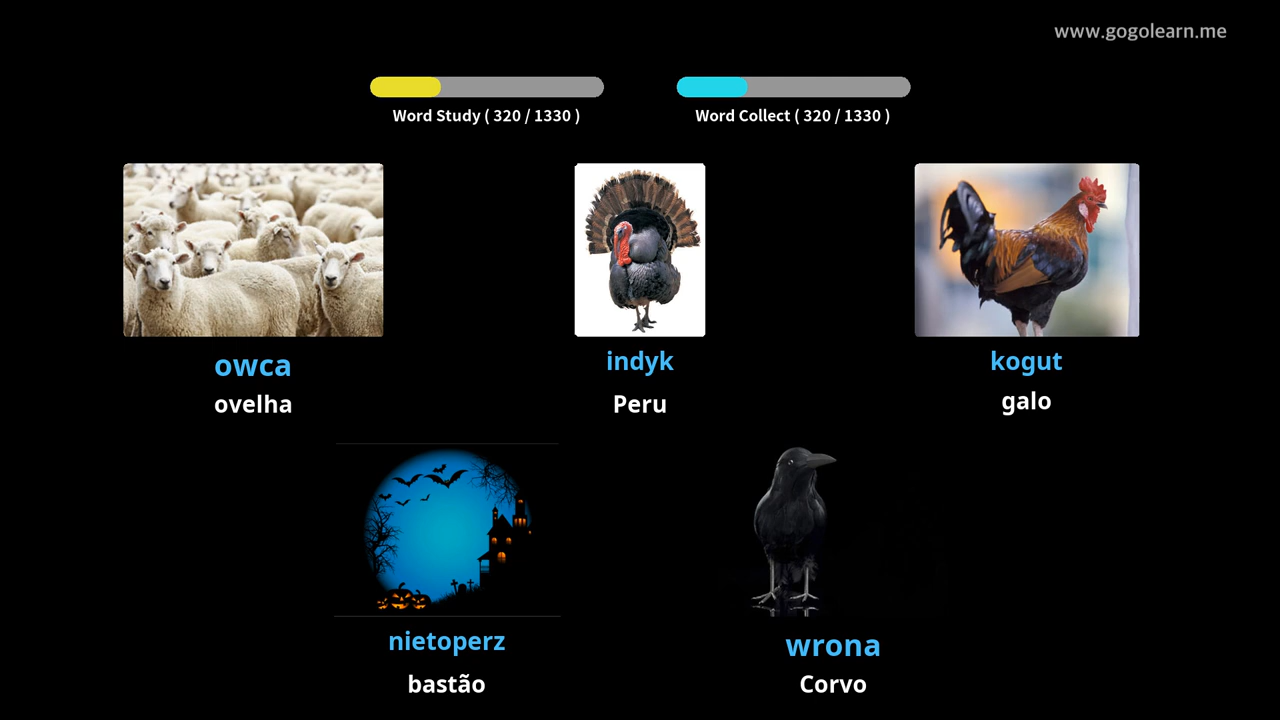 www.gogolearn.me
Word Study ( 320 / 1330 )
Word Collect ( 320 / 1330 )
owca
ovelha
indyk
Peru
kogut
galo
nietoperz
bastão
wrona
Corvo